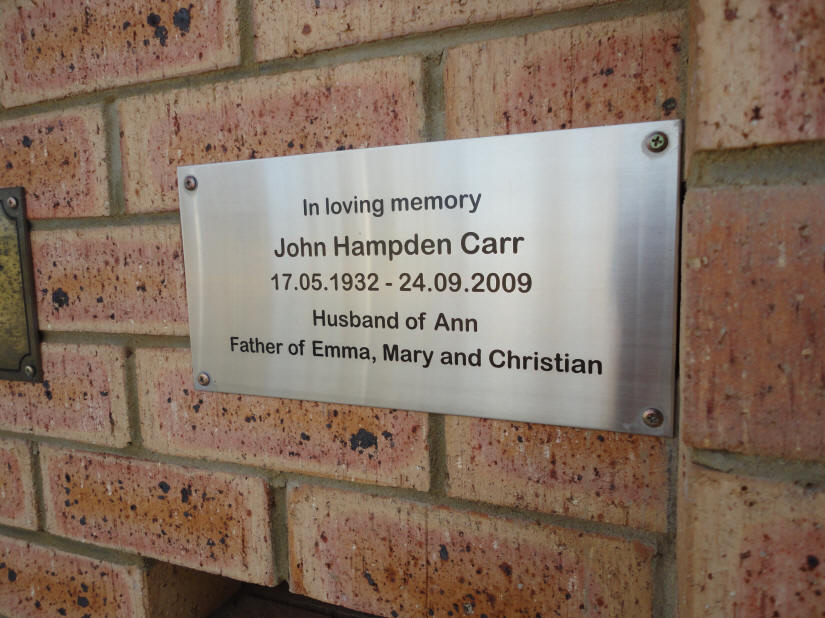 In loving memory
John Hampden Carr
17.05.1932 - 24.09.2009
Husband of Ann
Father of Emma, Mary and Christian